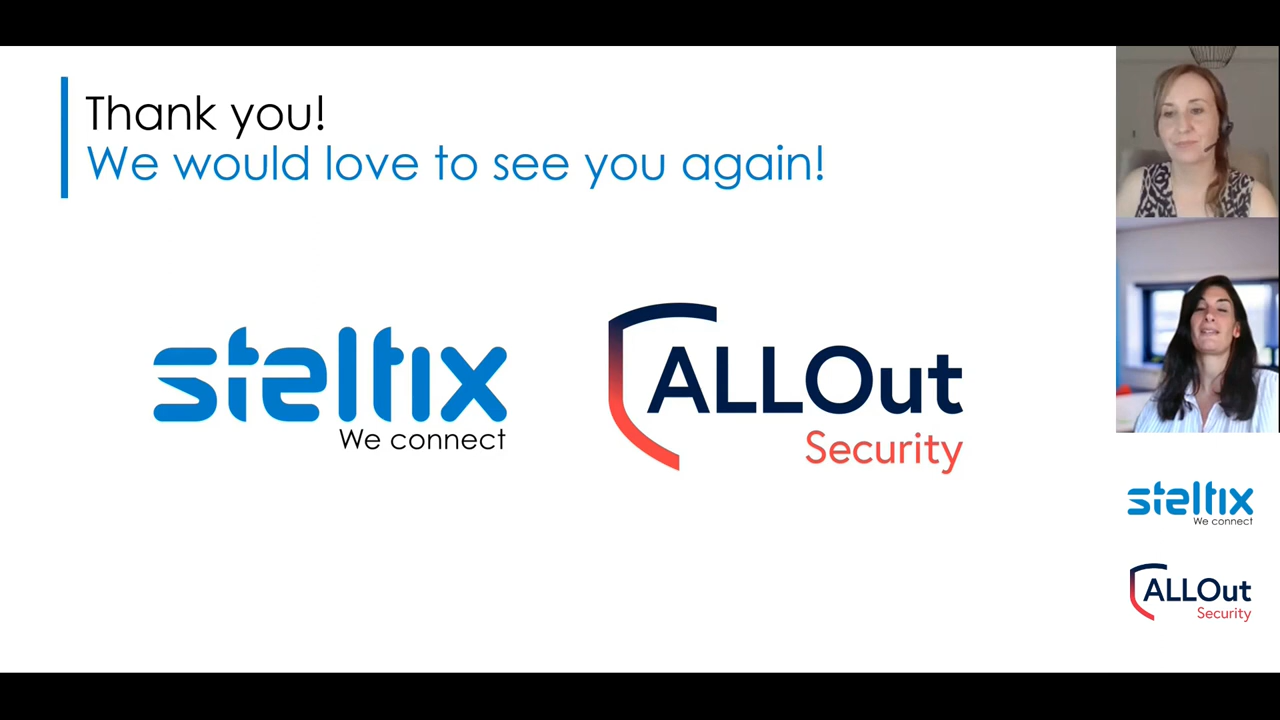 Thank you!
We would love to see you again!
steltix
We connect
ALLOut
Security
steltix
We connect
ALLOut
Security